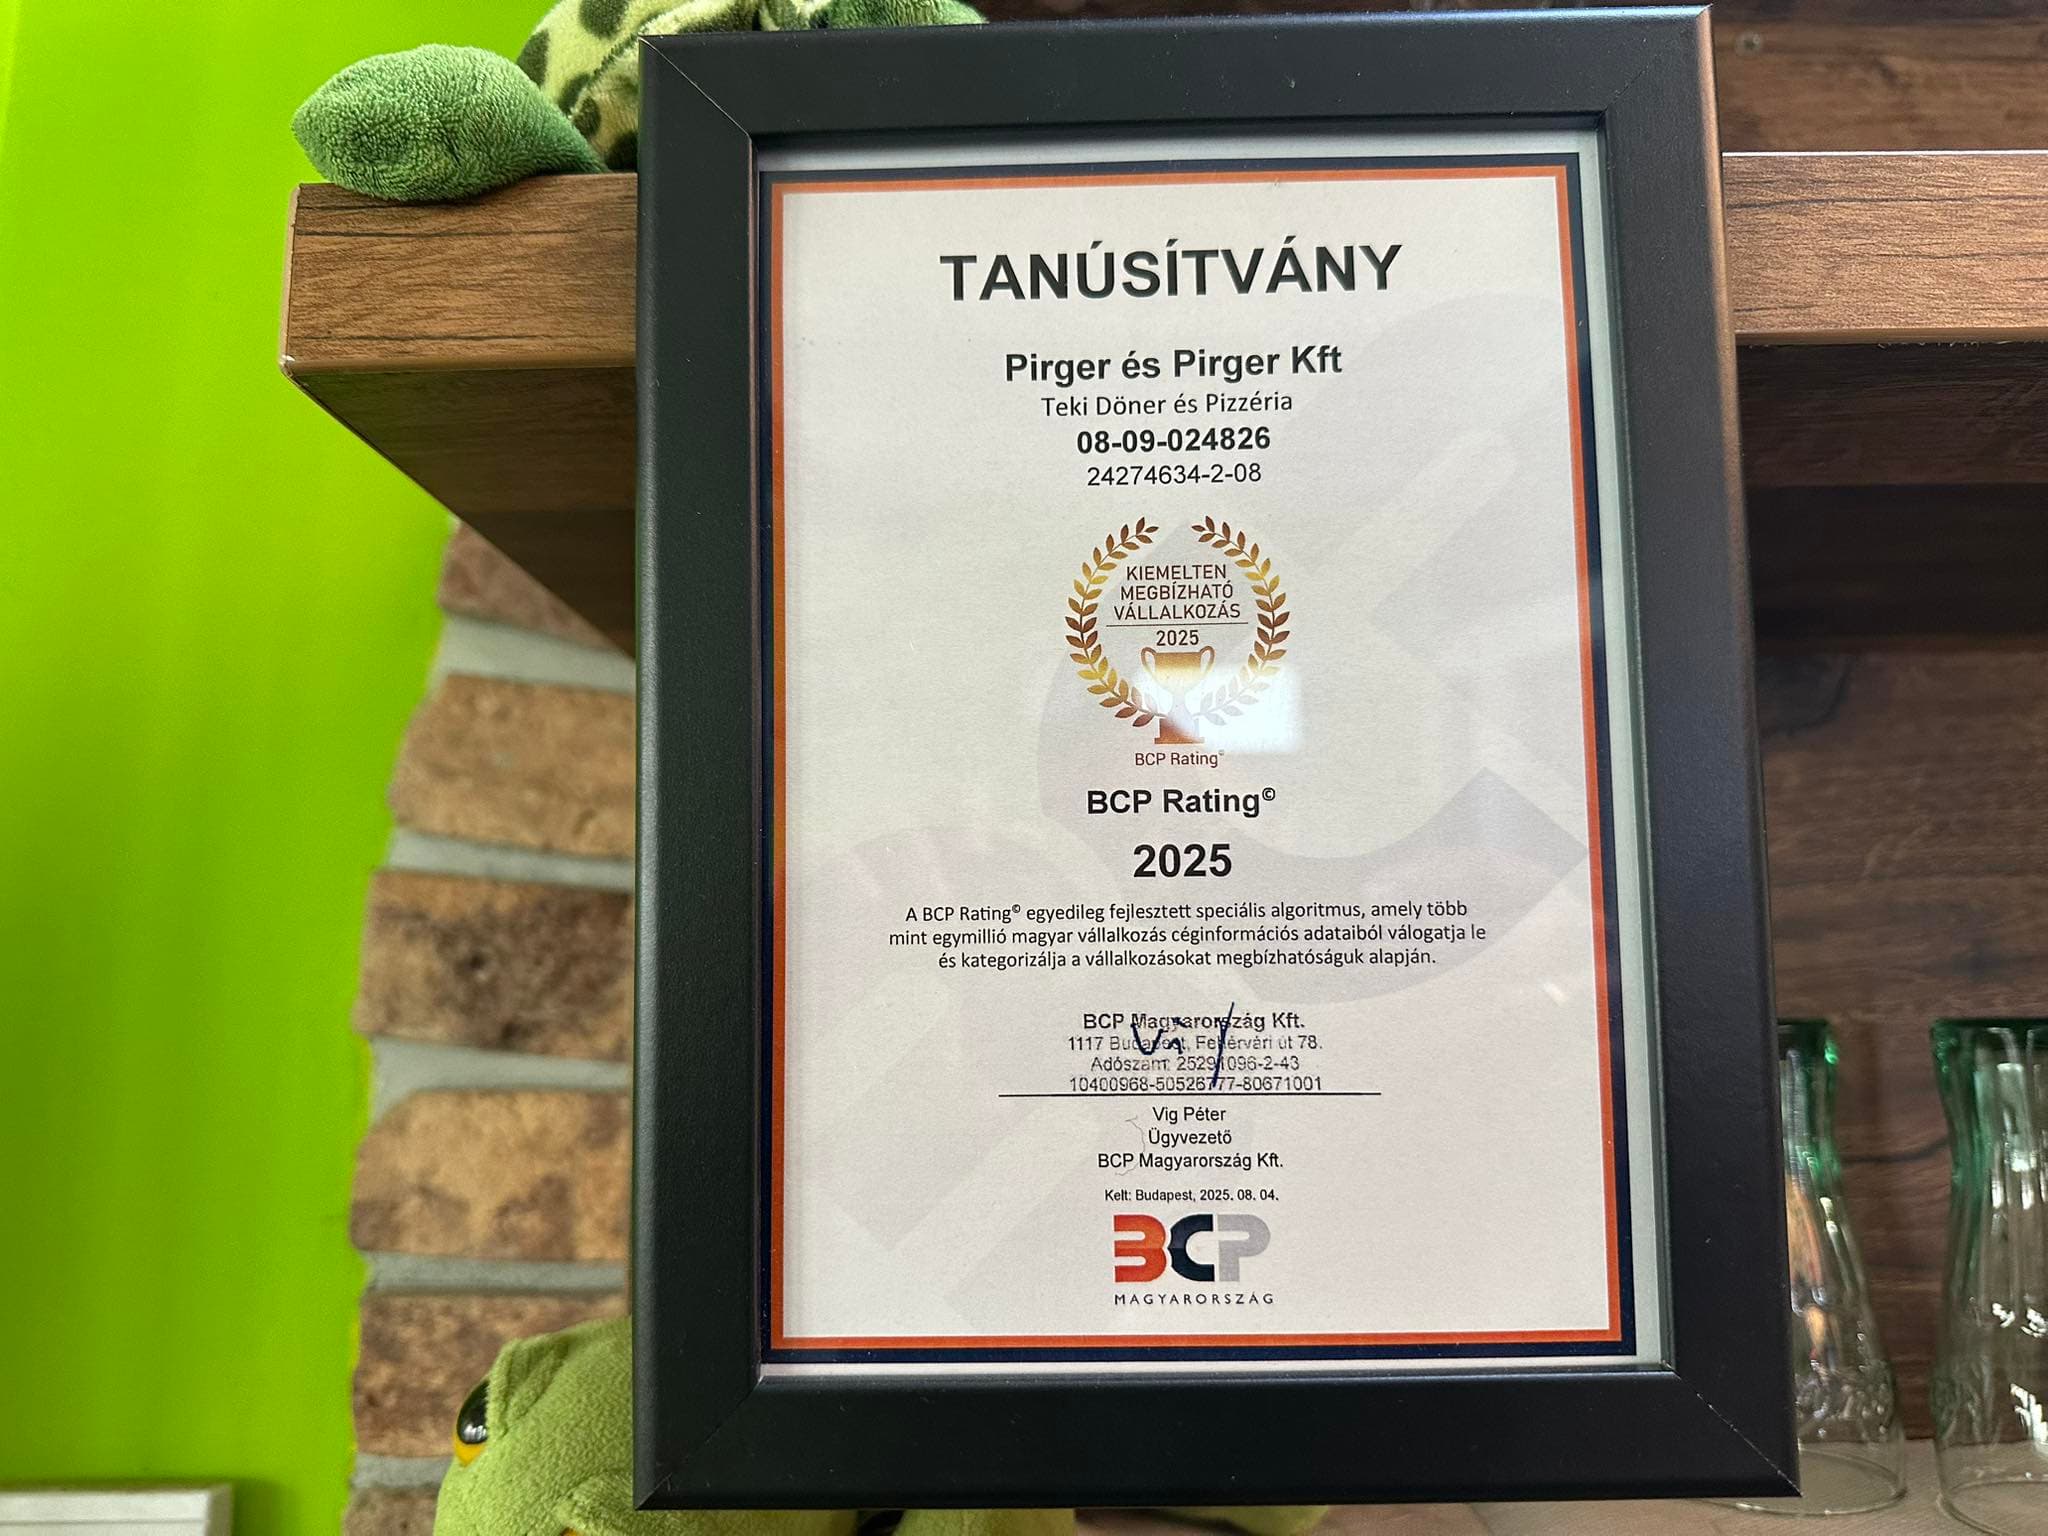 TANÚSÍTVÁNY
Pirger és Pirger Kft
Teki Döner és Pizzéria
08-09-024826
24274634-2-08
KIEMELTEN
MEGBÍZHATÓ
VÁLLALKOZÁS
2025
BCP Rating©
BCP Rating©
2025
A BCP Rating© egyedileg fejlesztett speciális algoritmus, amely több
mint egymillió magyar vállalkozás céginformációs adataiból válogatja le
és kategorizálja a vállalkozásokat megbízhatóságuk alapján.
BCP Magyarország Kft.
1117 Budapest, Fehérvári út 78.
Adószám: 25291096-2-43
10400968-50526777-80671001
Vig Péter
Ügyvezető
BCP Magyarország Kft.
Kelt: Budapest, 2025. 08. 04.
BCP
MAGYARORSZÁG